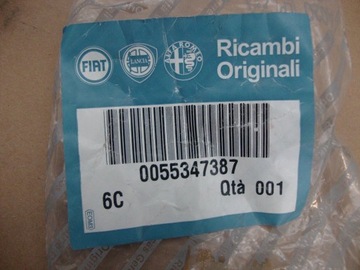 FIAT
LANCIA
ALFA ROMEO
Ricambi
Originali
0055347387
6C
Qtà 001